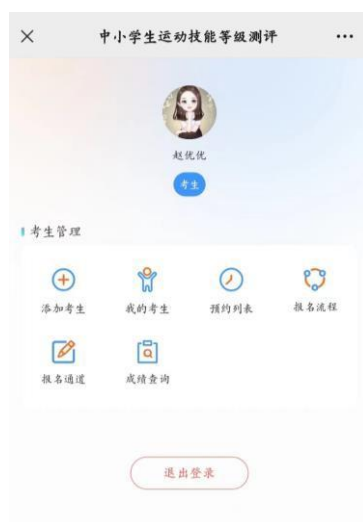 中小学生运动技能等级测评
赵优优
考生
考生管理
添加考生 我的考生 预约列表 报名流程
报名通道 成绩查询
退出登录